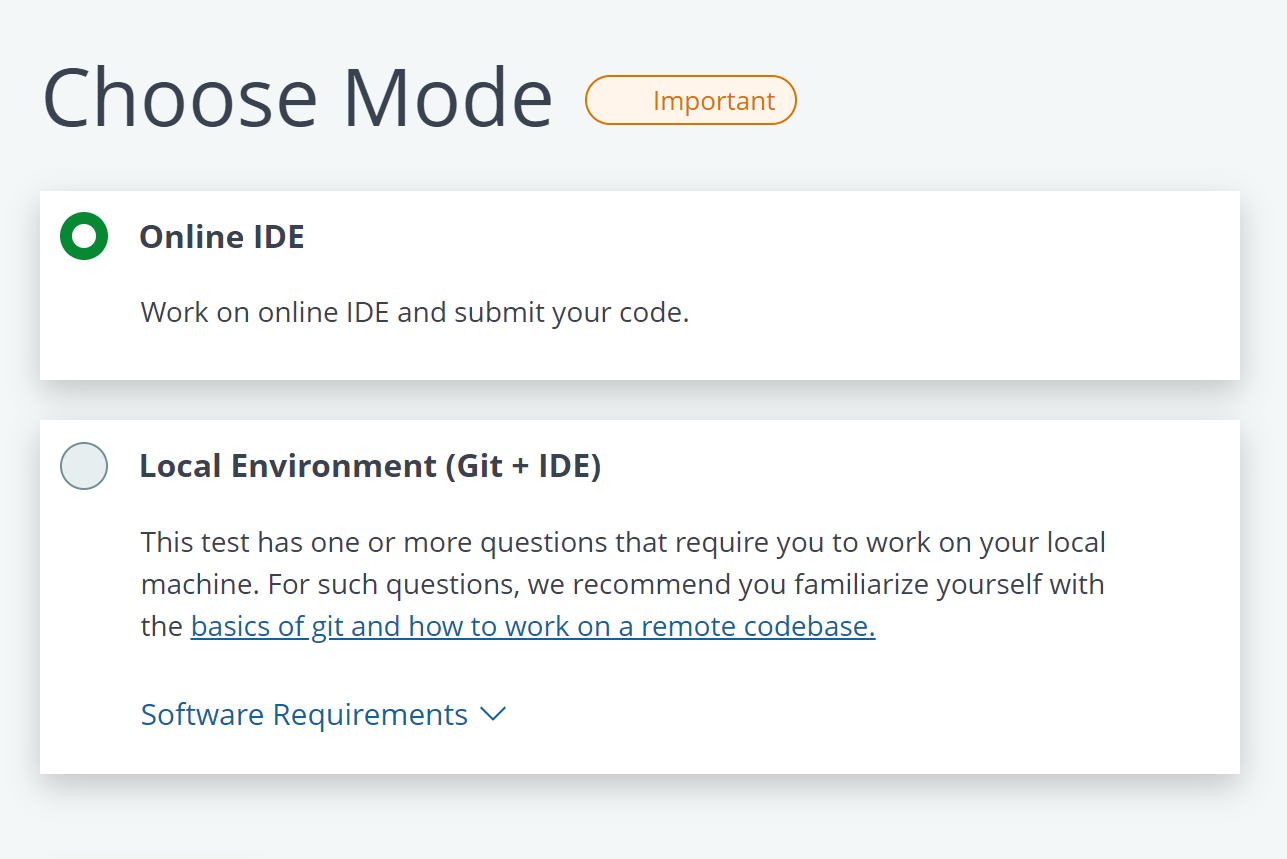 Choose Mode
Important
Online IDE
Work on online IDE and submit your code.
Local Environment (Git + IDE)
This test has one or more questions that require you to work on your local
machine. For such questions, we recommend you familiarize yourself with
the basics of git and how to work on a remote codebase.
Software Requirements